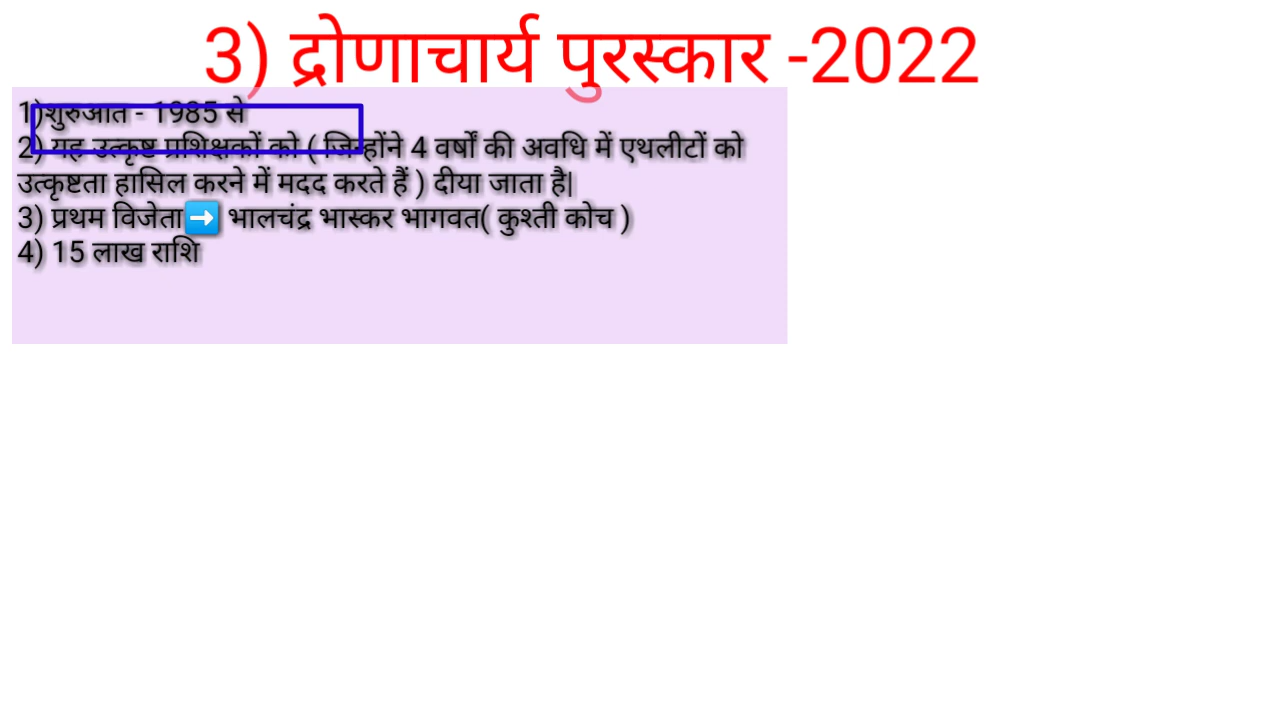 3) द्रोणाचार्य पुरस्कार -2022
1)शुरुआत - 1985 से
2) यह उत्कृष्ट प्रशिक्षकों को ( जिन्होंने 4 वर्षों की अवधि में एथलीटों को
उत्कृष्टता हासिल करने में मदद करते हैं ) दीया जाता है|
3) प्रथम विजेता➡️ भालचंद्र भास्कर भागवत( कुश्ती कोच )
4) 15 लाख राशि